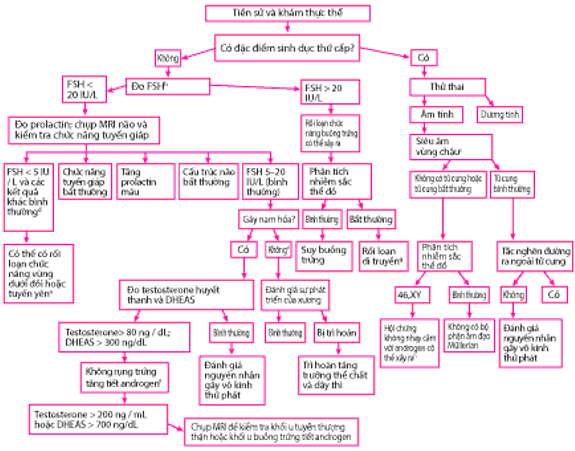 Tiền sử và khám thực thể
Có đặc điểm sinh dục thứ cấp?
Không
Có
FSH <
20 IU/L
Đo FSHᶜ
FSH > 20
IU/L
Thử thai
Đo prolactin; chụp MRI não và
kiểm tra chức năng tuyến giáp
Rối loạn chức
năng buồng trứng
có thể xảy ra
Âm tính
Dương tính
Siêu âm
vùng chậuᶜ
FSH < 5 IU
/ L và các
kết quả
khác bình
thườngᵈ
Chức năng
tuyến giáp
bất thường
Tăng
prolactin
máu
Cấu trúc não
bất thường
FSH 5–20
IU/L (bình
thường)
Phân tích
nhiễm sắc
thể đồ
Không có tử cung hoặc
tử cung bất thường
Tử cung
bình thường
Gây nam hóa?
Bình thường
Bất thường
Có thể có rối
loạn chức
năng vùng
dưới đồi hoặc
tuyến yênᵉ
Có
Khôngᵉ
Suy buồng
trứng
Rối loạn
di truyềnᵍ
Phân tích
nhiễm sắc
thể đồ
Tắc nghẽn đường
ra ngoài tử cung
Đo testosterone huyết
thanh và DHEAS
Đánh giá sự phát
triển của xương
46,XY
Bình thường
Không
Có
Testosterone> 80 ng / dL;
DHEAS > 300 ng/dL
Bình thường
Bình thường
Bị trì hoãn
Hội chứng
không nhạy cảm
với androgen có
thể xảy raⁱ
Không có bộ
phận âm đạo
Müllerian
Đánh giá
nguyên nhân
gây vô kinh
thứ phát
Không rụng trứng
tăng tiết androgenᶠ
Đánh giá
nguyên nhân
gây vô kinh
thứ phát
Trì hoãn tăng
trưởng thể chất
và dậy thì
Testosterone > 200 ng / mL
hoặc DHEAS > 700 ng/dL
Chụp MRI để kiểm tra khối u tuyến thượng
thận hoặc khối u buồng trứng tiết androgen